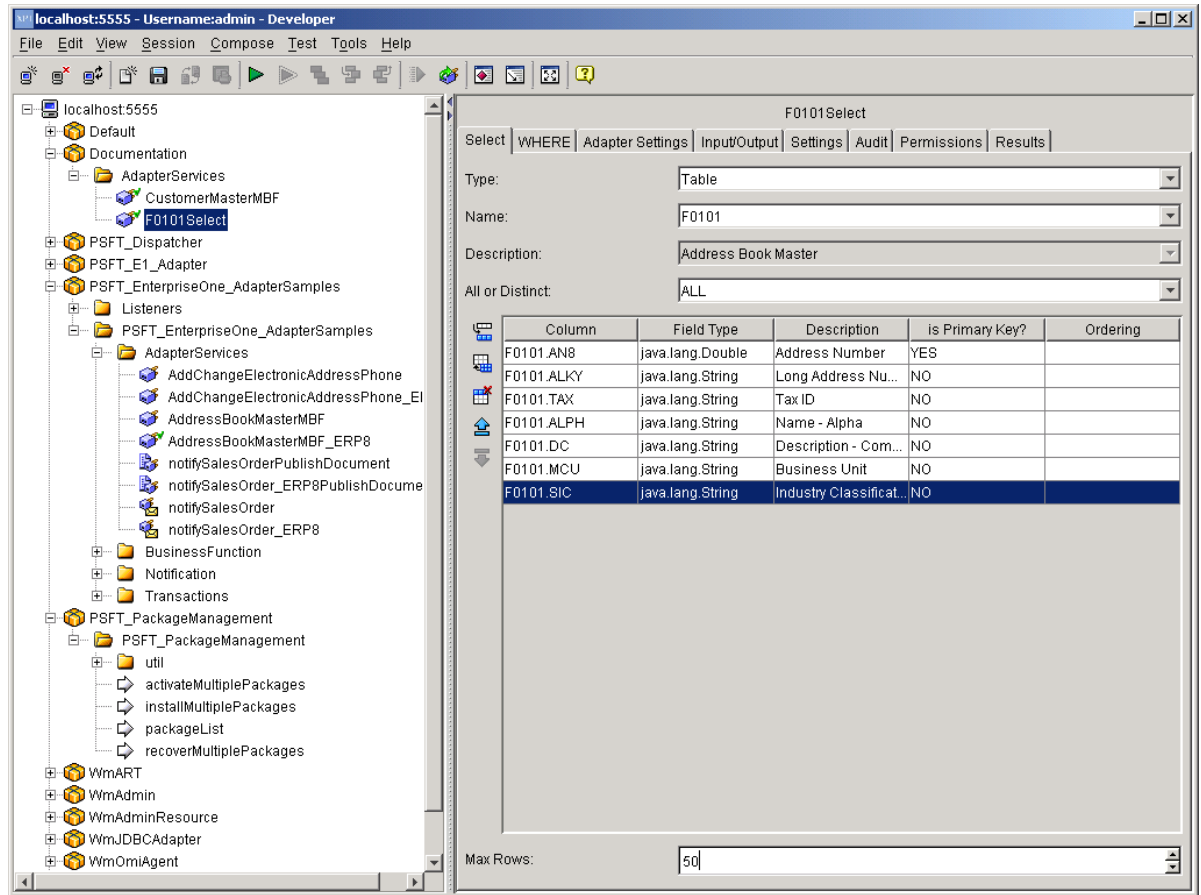 localhost:5555 - Username:admin - Developer
File Edit View Session Compose Test Tools Help
localhost:5555
Default
Documentation
AdapterServices
CustomerMasterMBF
F0101Select
PSFT_Dispatcher
PSFT_E1_Adapter
PSFT_EnterpriseOne_AdapterSamples
Listeners
PSFT_EnterpriseOne_AdapterSamples
AdapterServices
AddChangeElectronicAddressPhone
AddChangeElectronicAddressPhone_El
AddressBookMasterMBF
AddressBookMasterMBF_ERP8
notifySalesOrderPublishDocument
notifySalesOrder_ERP8PublishDocume
notifySalesOrder
notifySalesOrder_ERP8
BusinessFunction
Notification
Transactions
PSFT_PackageManagement
PSFT_PackageManagement
util
activateMultiplePackages
installMultiplePackages
packageList
recoverMultiplePackages
WmART
WmAdmin
WmAdminResource
WmJDBCAdapter
WmOmiAgent
F0101Select
Select WHERE Adapter Settings Input/Output Settings Audit Permissions Results
Type: Table
Name: F0101
Description: Address Book Master
All or Distinct: ALL
Column Field Type Description is Primary Key? Ordering
F0101.AN8 java.lang.Double Address Number YES
F0101.ALKY java.lang.String Long Address Nu... NO
F0101.TAX java.lang.String Tax ID NO
F0101.ALPH java.lang.String Name - Alpha NO
F0101.DC java.lang.String Description - Com... NO
F0101.MCU java.lang.String Business Unit NO
F0101.SIC java.lang.String Industry Classificat... NO
Max Rows: 50